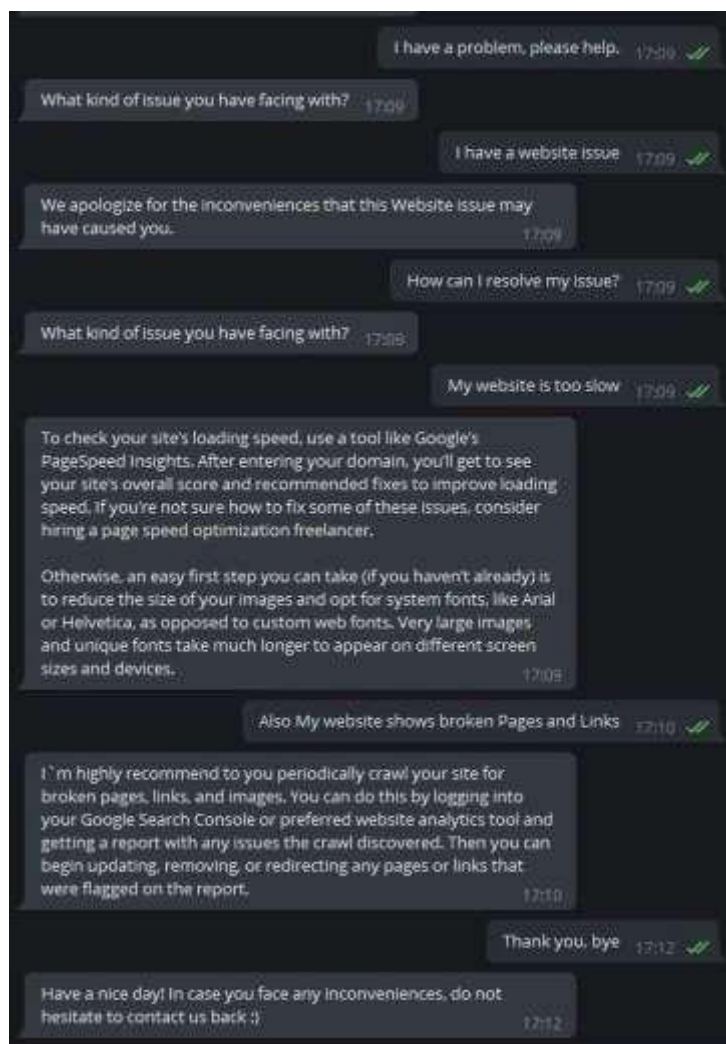 I have a problem, please help. 17:09
What kind of issue you have facing with? 17:09
I have a website issue 17:09
We apologize for the inconveniences that this Website issue may
have caused you. 17:09
How can I resolve my issue? 17:09
What kind of issue you have facing with? 17:09
My website is too slow 17:09
To check your site's loading speed, use a tool like Google's
PageSpeed Insights. After entering your domain, you'll get to see
your site's overall score and recommended fixes to improve loading
speed. If you're not sure how to fix some of these issues, consider
hiring a page speed optimization freelancer.
Otherwise, an easy first step you can take (if you haven't already) is
to reduce the size of your images and opt for system fonts, like Arial
or Helvetica, as opposed to custom web fonts. Very large images
and unique fonts take much longer to appear on different screen
sizes and devices. 17:09
Also My website shows broken Pages and Links 17:10
I`m highly recommend to you periodically crawl your site for
broken pages, links, and images. You can do this by logging into
your Google Search Console or preferred website analytics tool and
getting a report with any issues the crawl discovered. Then you can
begin updating, removing, or redirecting any pages or links that
were flagged on the report. 17:10
Thank you, bye 17:12
Have a nice day! In case you face any inconveniences, do not
hesitate to contact us back :) 17:12